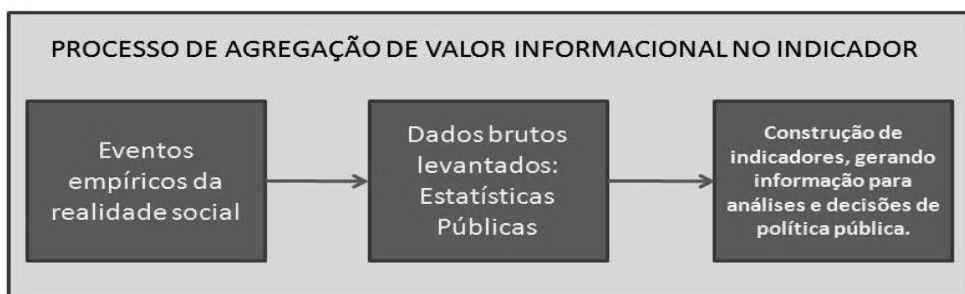 PROCESSO DE AGREGAÇÃO DE VALOR INFORMACIONAL NO INDICADOR
Eventos
empíricos da
realidade social
Dados brutos
levantados:
Estatísticas
Públicas
Construção de
indicadores, gerando
informação para
análises e decisões de
política pública.